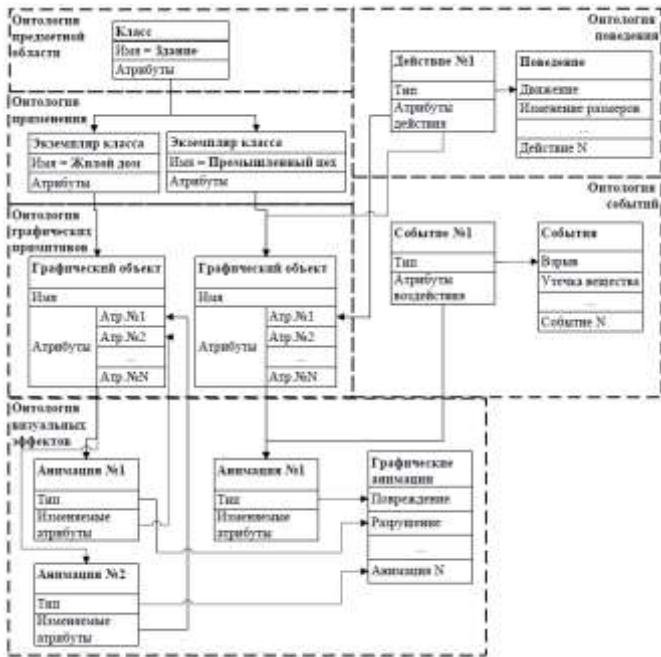 Онтология
предметной
области
Класс
Имя = Здание
Атрибуты
Онтология
применения
Экземпляр класса
Имя = Жилой дом
Атрибуты
Экземпляр класса
Имя = Промышленный цех
Атрибуты
Онтология
графических
примитивов
Графический объект
Имя
Атрибуты
Атр.№1
Атр.№2
...
Атр.№N
Графический объект
Имя
Атрибуты
Атр.№1
Атр.№2
...
Атр.№N
Онтология
поведения
Действие №1
Тип
Атрибуты
действия
Поведение
Движение
Изменение размеров
...
Действие N
Онтология
событий
Событие №1
Тип
Атрибуты
воздействия
События
Взрыв
Утечка вещества
...
Событие N
Онтология
визуальных
эффектов
Анимация №1
Тип
Изменяемые
атрибуты
Анимация №1
Тип
Изменяемые
атрибуты
Графические
анимации
Повреждение
Разрушение
...
Анимация N
Анимация №2
Тип
Изменяемые
атрибуты